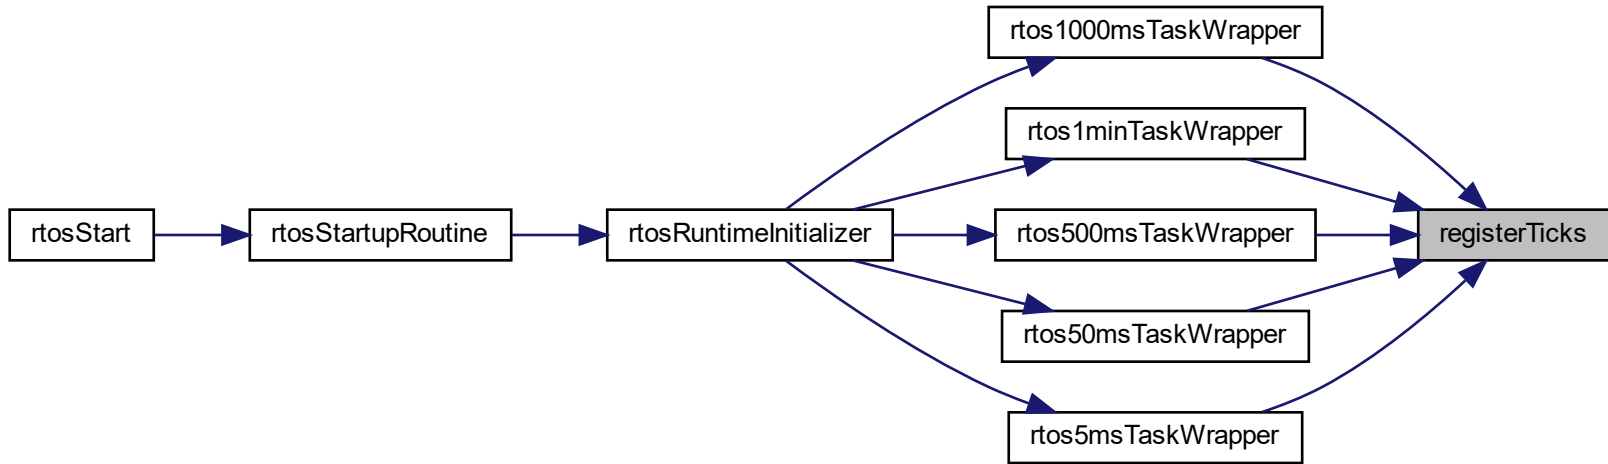 rtos1000msTaskWrapper
rtos1minTaskWrapper
rtosStart
rtosStartupRoutine
rtosRuntimeInitializer
rtos500msTaskWrapper
registerTicks
rtos50msTaskWrapper
rtos5msTaskWrapper